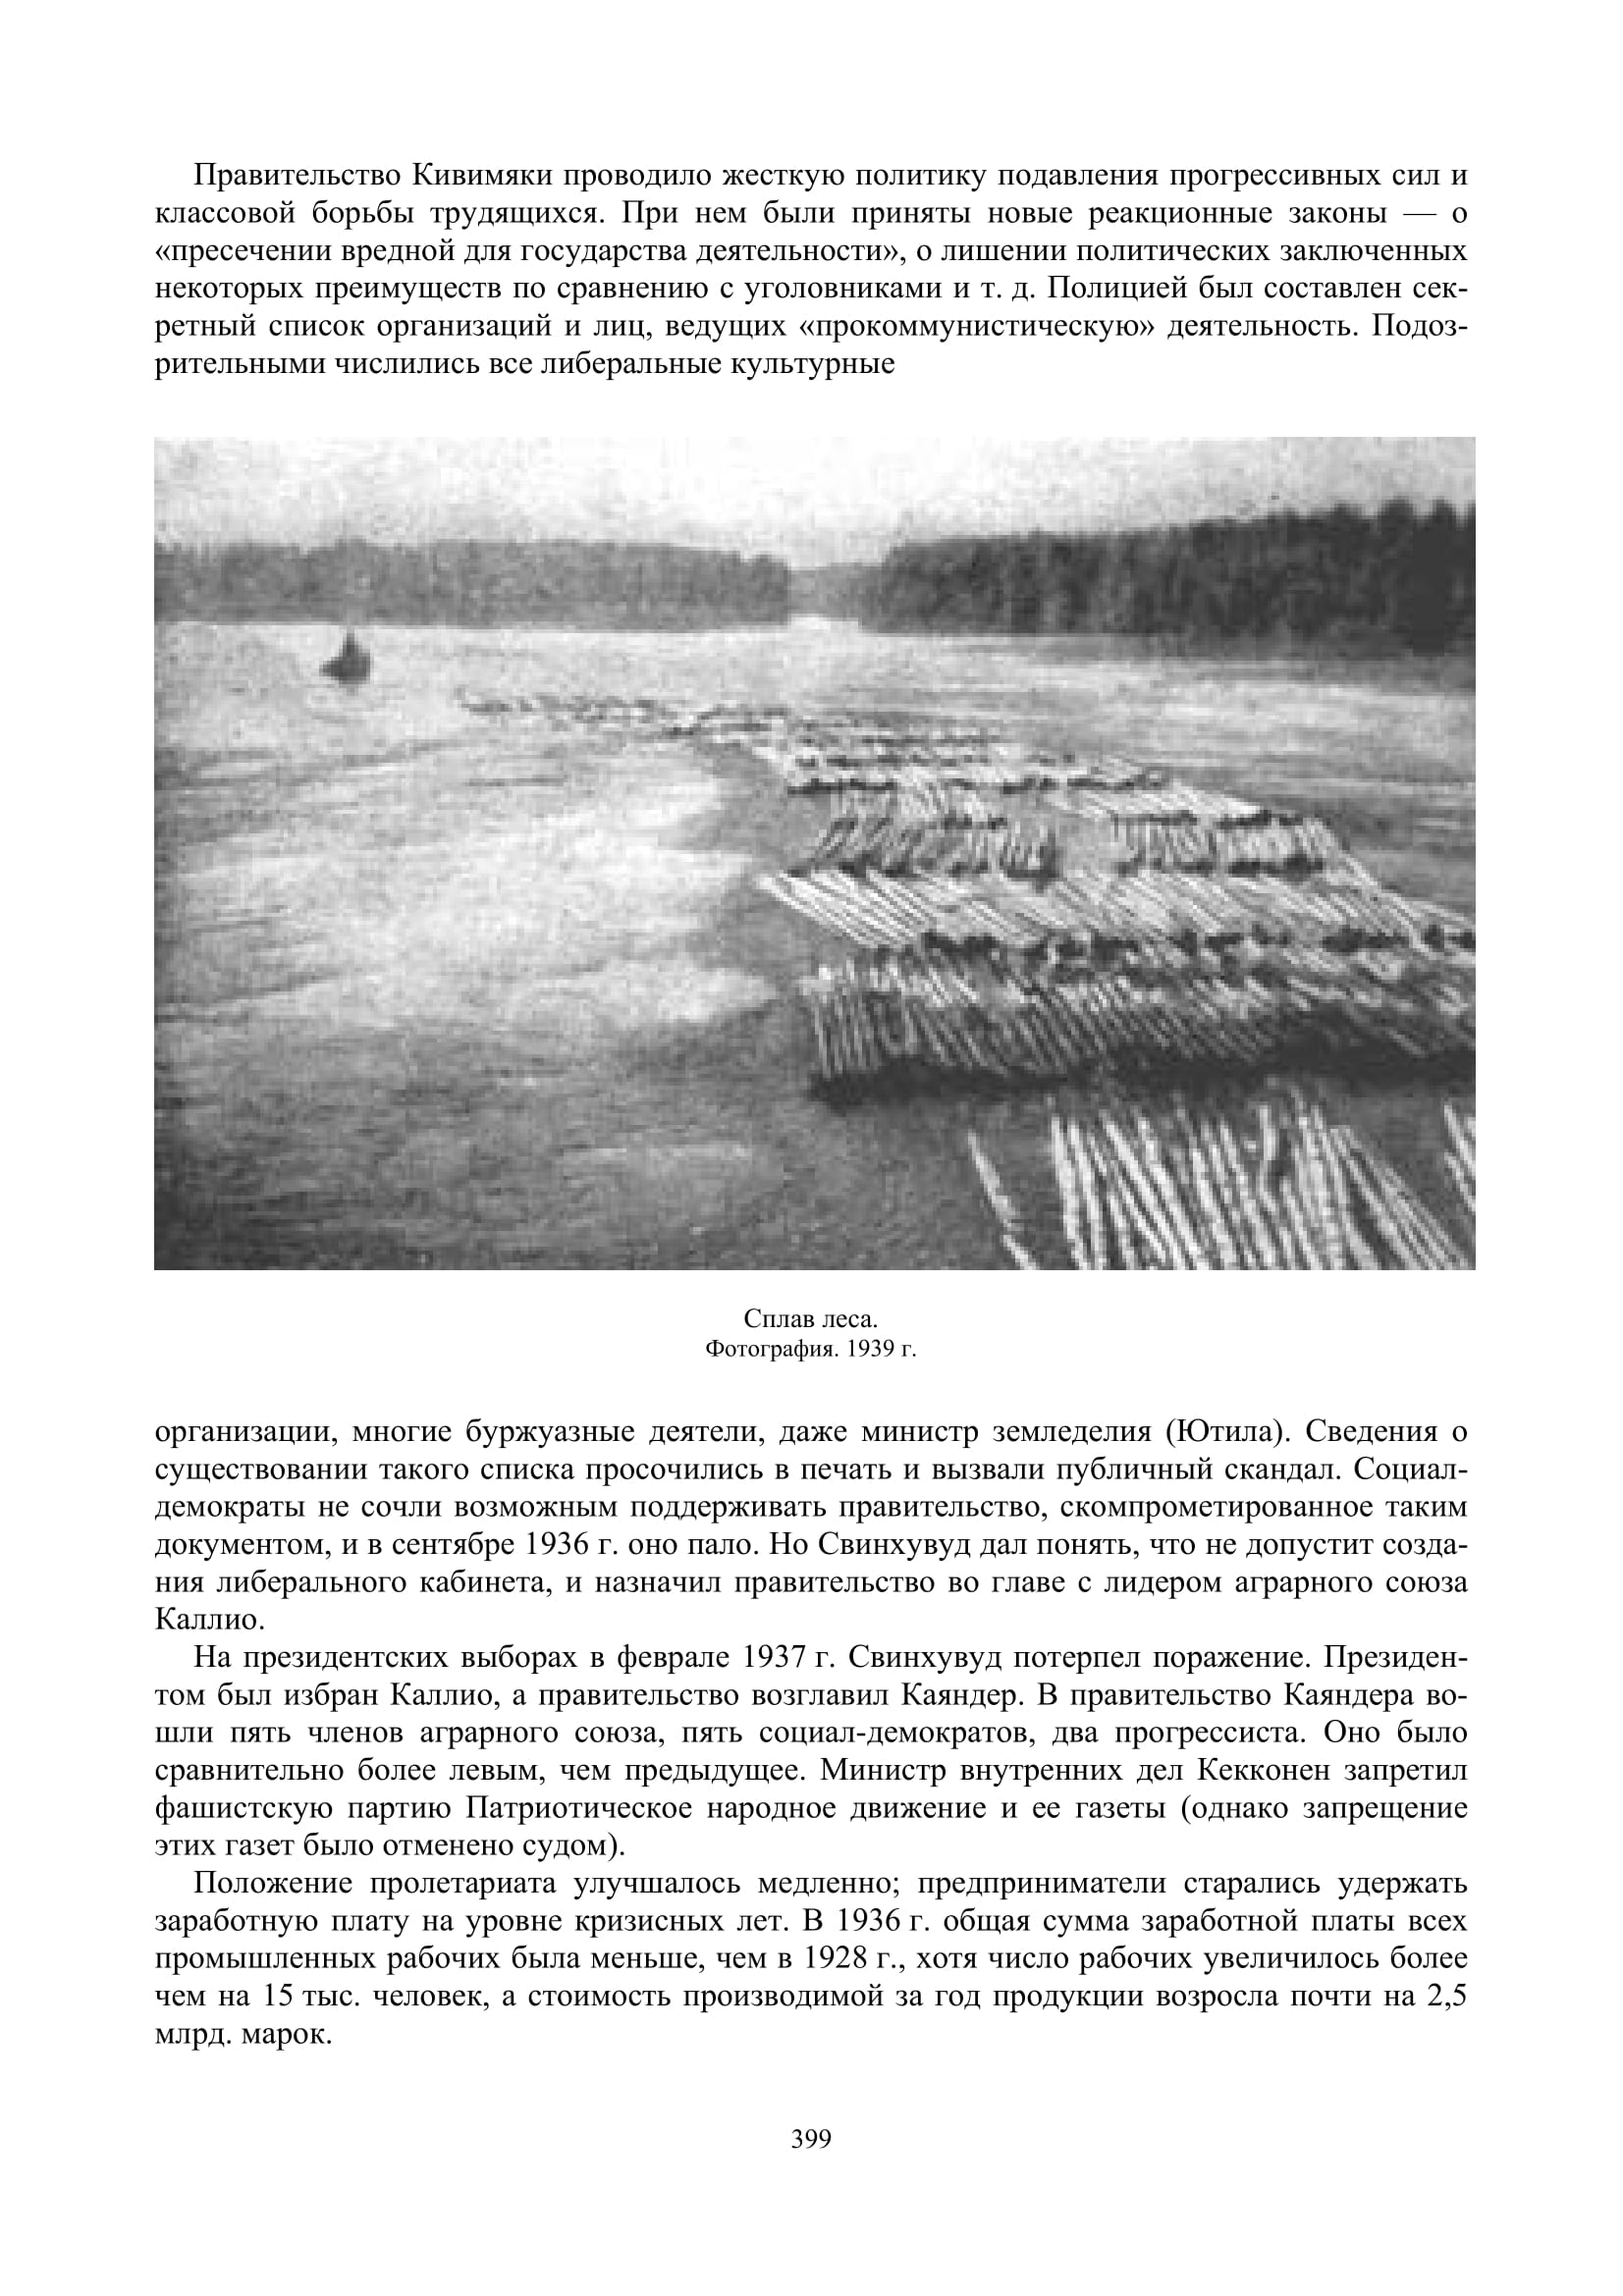 Правительство Кивимяки проводило жесткую политику подавления прогрессивных сил и
классовой борьбы трудящихся. При нем были приняты новые реакционные законы — о
«пресечении вредной для государства деятельности», о лишении политических заключенных
некоторых преимуществ по сравнению с уголовниками и т. д. Полицией был составлен сек-
ретный список организаций и лиц, ведущих «прокоммунистическую» деятельность. Подоз-
рительными числились все либеральные культурные
Сплав леса.
Фотография. 1939 г.
организации, многие буржуазные деятели, даже министр земледелия (Ютила). Сведения о
существовании такого списка просочились в печать и вызвали публичный скандал. Социал-
демократы не сочли возможным поддерживать правительство, скомпрометированное таким
документом, и в сентябре 1936 г. оно пало. Но Свинхувуд дал понять, что не допустит созда-
ния либерального кабинета, и назначил правительство во главе с лидером аграрного союза
Каллио.
На президентских выборах в феврале 1937 г. Свинхувуд потерпел поражение. Президен-
том был избран Каллио, а правительство возглавил Каяндер. В правительство Каяндера во-
шли пять членов аграрного союза, пять социал-демократов, два прогрессиста. Оно было
сравнительно более левым, чем предыдущее. Министр внутренних дел Кекконен запретил
фашистскую партию Патриотическое народное движение и ее газеты (однако запрещение
этих газет было отменено судом).
Положение пролетариата улучшалось медленно; предприниматели старались удержать
заработную плату на уровне кризисных лет. В 1936 г. общая сумма заработной платы всех
промышленных рабочих была меньше, чем в 1928 г., хотя число рабочих увеличилось более
чем на 15 тыс. человек, а стоимость производимой за год продукции возросла почти на 2,5
млрд. марок.
399